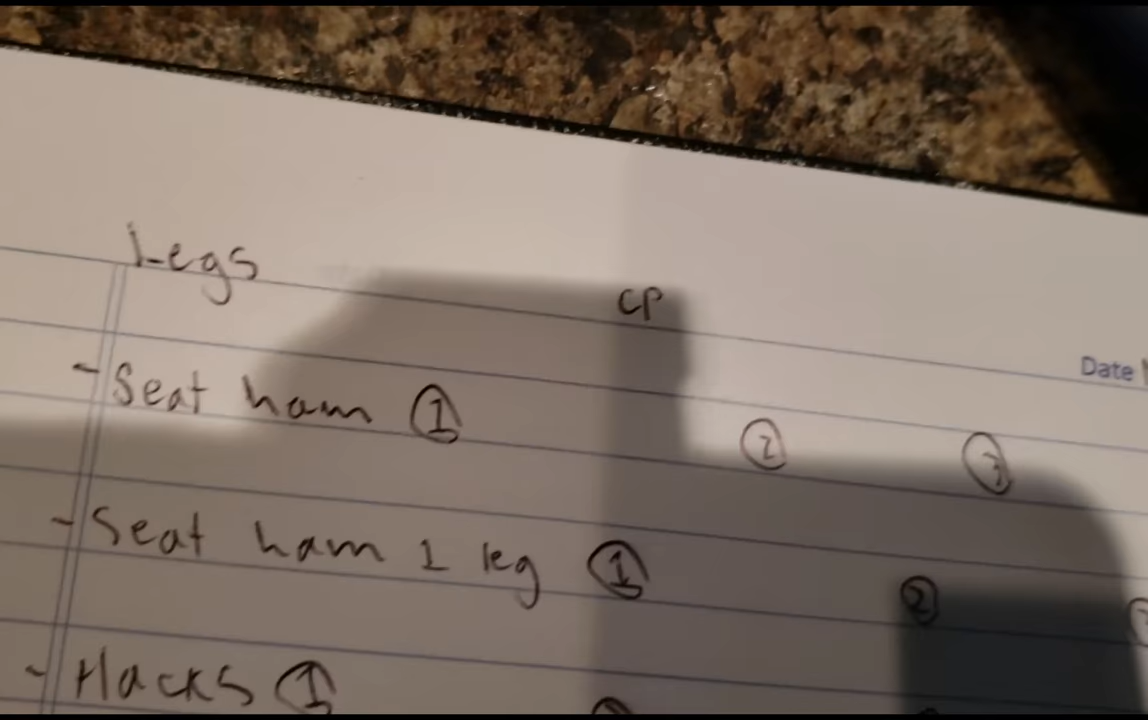 Legs
CP
Date
- Seat ham ① ② ③
- Seat ham 1 leg ① ②
- Hacks ①